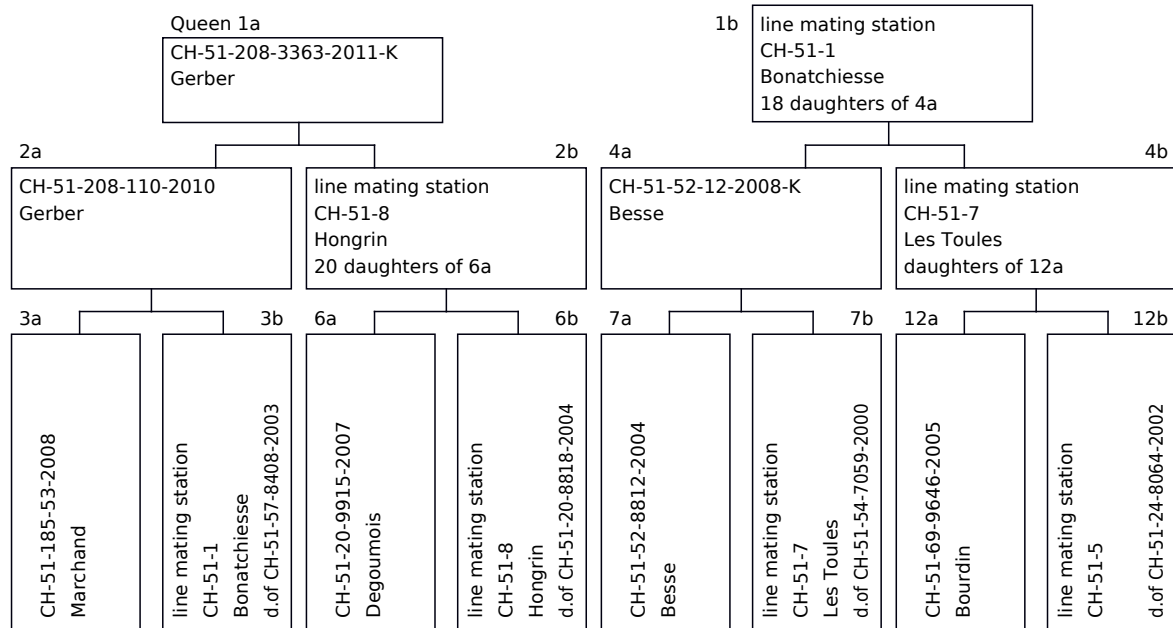 Queen 1a
CH-51-208-3363-2011-K
Gerber
1b
line mating station
CH-51-1
Bonatchiesse
18 daughters of 4a
2a
CH-51-208-110-2010
Gerber
2b
line mating station
CH-51-8
Hongrin
20 daughters of 6a
4a
CH-51-52-12-2008-K
Besse
4b
line mating station
CH-51-7
Les Toules
daughters of 12a
3a
CH-51-185-53-2008
Marchand
3b
line mating station
CH-51-1
Bonatchiesse
d.of CH-51-57-8408-2003
6a
CH-51-20-9915-2007
Degoumois
6b
line mating station
CH-51-8
Hongrin
d.of CH-51-20-8818-2004
7a
CH-51-52-8812-2004
Besse
7b
line mating station
CH-51-7
Les Toules
d.of CH-51-54-7059-2000
12a
CH-51-69-9646-2005
Bourdin
12b
line mating station
CH-51-5
d.of CH-51-24-8064-2002